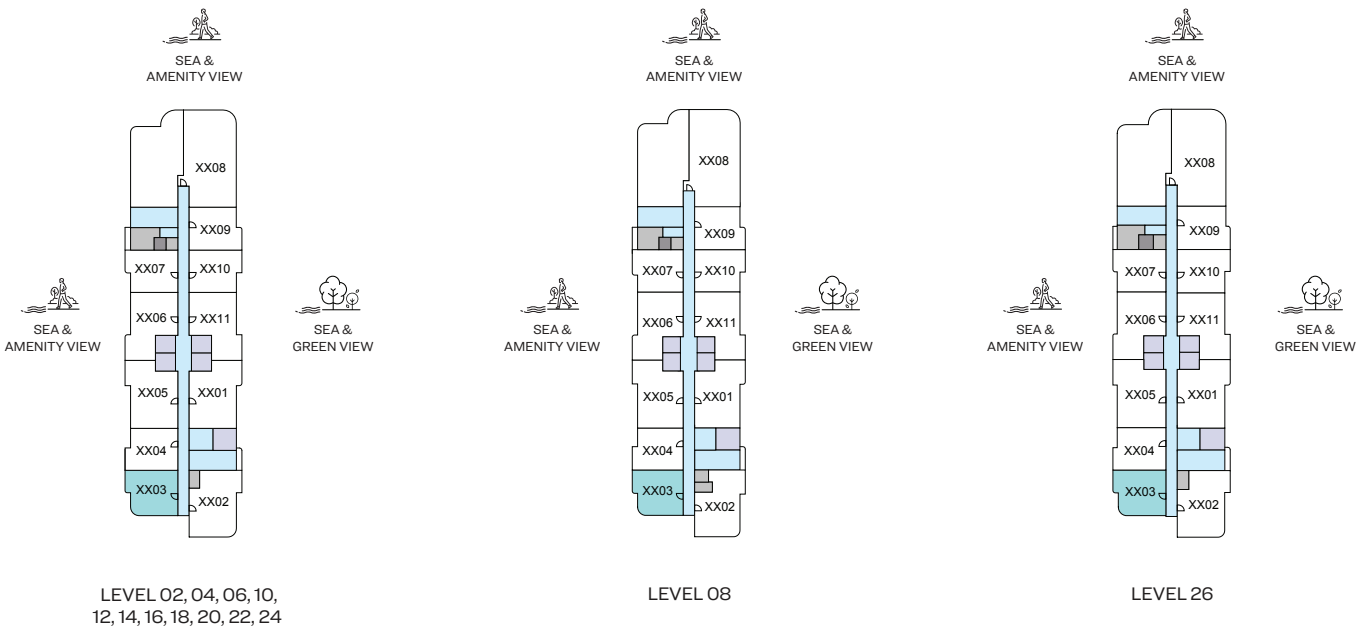 SEA &
AMENITY VIEW
XX08
XX09
XX07
XX10
XX06
XX11
XX05
XX01
XX04
XX03
XX02
SEA &
AMENITY VIEW
SEA &
GREEN VIEW
LEVEL 02, 04, 06, 10,
12, 14, 16, 18, 20, 22, 24
SEA &
AMENITY VIEW
XX08
XX09
XX07
XX10
XX06
XX11
XX05
XX01
XX04
XX03
XX02
SEA &
AMENITY VIEW
SEA &
GREEN VIEW
LEVEL 08
SEA &
AMENITY VIEW
XX08
XX09
XX07
XX10
XX06
XX11
XX05
XX01
XX04
XX03
XX02
SEA &
AMENITY VIEW
SEA &
GREEN VIEW
LEVEL 26